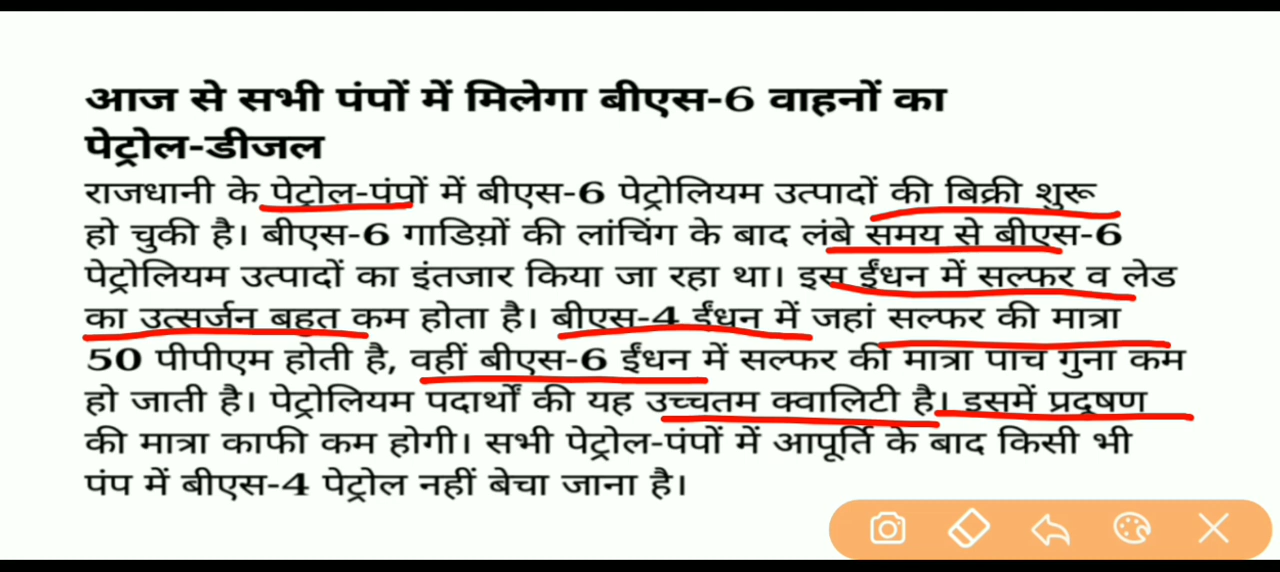 आज से सभी पंपों में मिलेगा बीएस-6 वाहनों का
पेट्रोल-डीजल
राजधानी के पेट्रोल-पंपों में बीएस-6 पेट्रोलियम उत्पादों की बिक्री शुरू
हो चुकी है। बीएस-6 गाडिय़ों की लांचिंग के बाद लंबे समय से बीएस-6
पेट्रोलियम उत्पादों का इंतजार किया जा रहा था। इस ईंधन में सल्फर व लेड
का उत्सर्जन बहुत कम होता है। बीएस-4 ईंधन में जहां सल्फर की मात्रा
50 पीपीएम होती है, वहीं बीएस-6 ईंधन में सल्फर की मात्रा पांच गुना कम
हो जाती है। पेट्रोलियम पदार्थों की यह उच्चतम क्वालिटी है। इसमें प्रदूषण
की मात्रा काफी कम होगी। सभी पेट्रोल-पंपों में आपूर्ति के बाद किसी भी
पंप में बीएस-4 पेट्रोल नहीं बेचा जाना है।